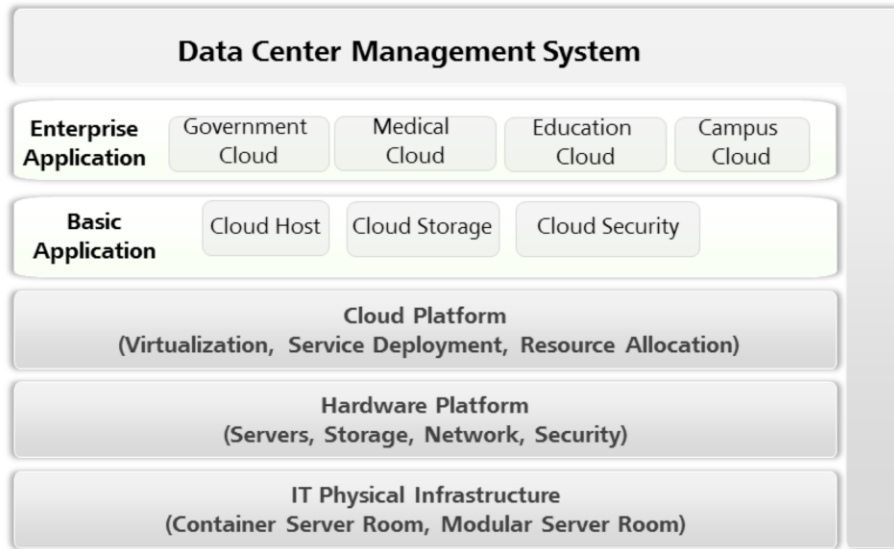 Data Center Management System
Enterprise
Application
Government
Cloud
Medical
Cloud
Education
Cloud
Campus
Cloud
Basic
Application
Cloud Host
Cloud Storage
Cloud Security
Cloud Platform
(Virtualization, Service Deployment, Resource Allocation)
Hardware Platform
(Servers, Storage, Network, Security)
IT Physical Infrastructure
(Container Server Room, Modular Server Room)